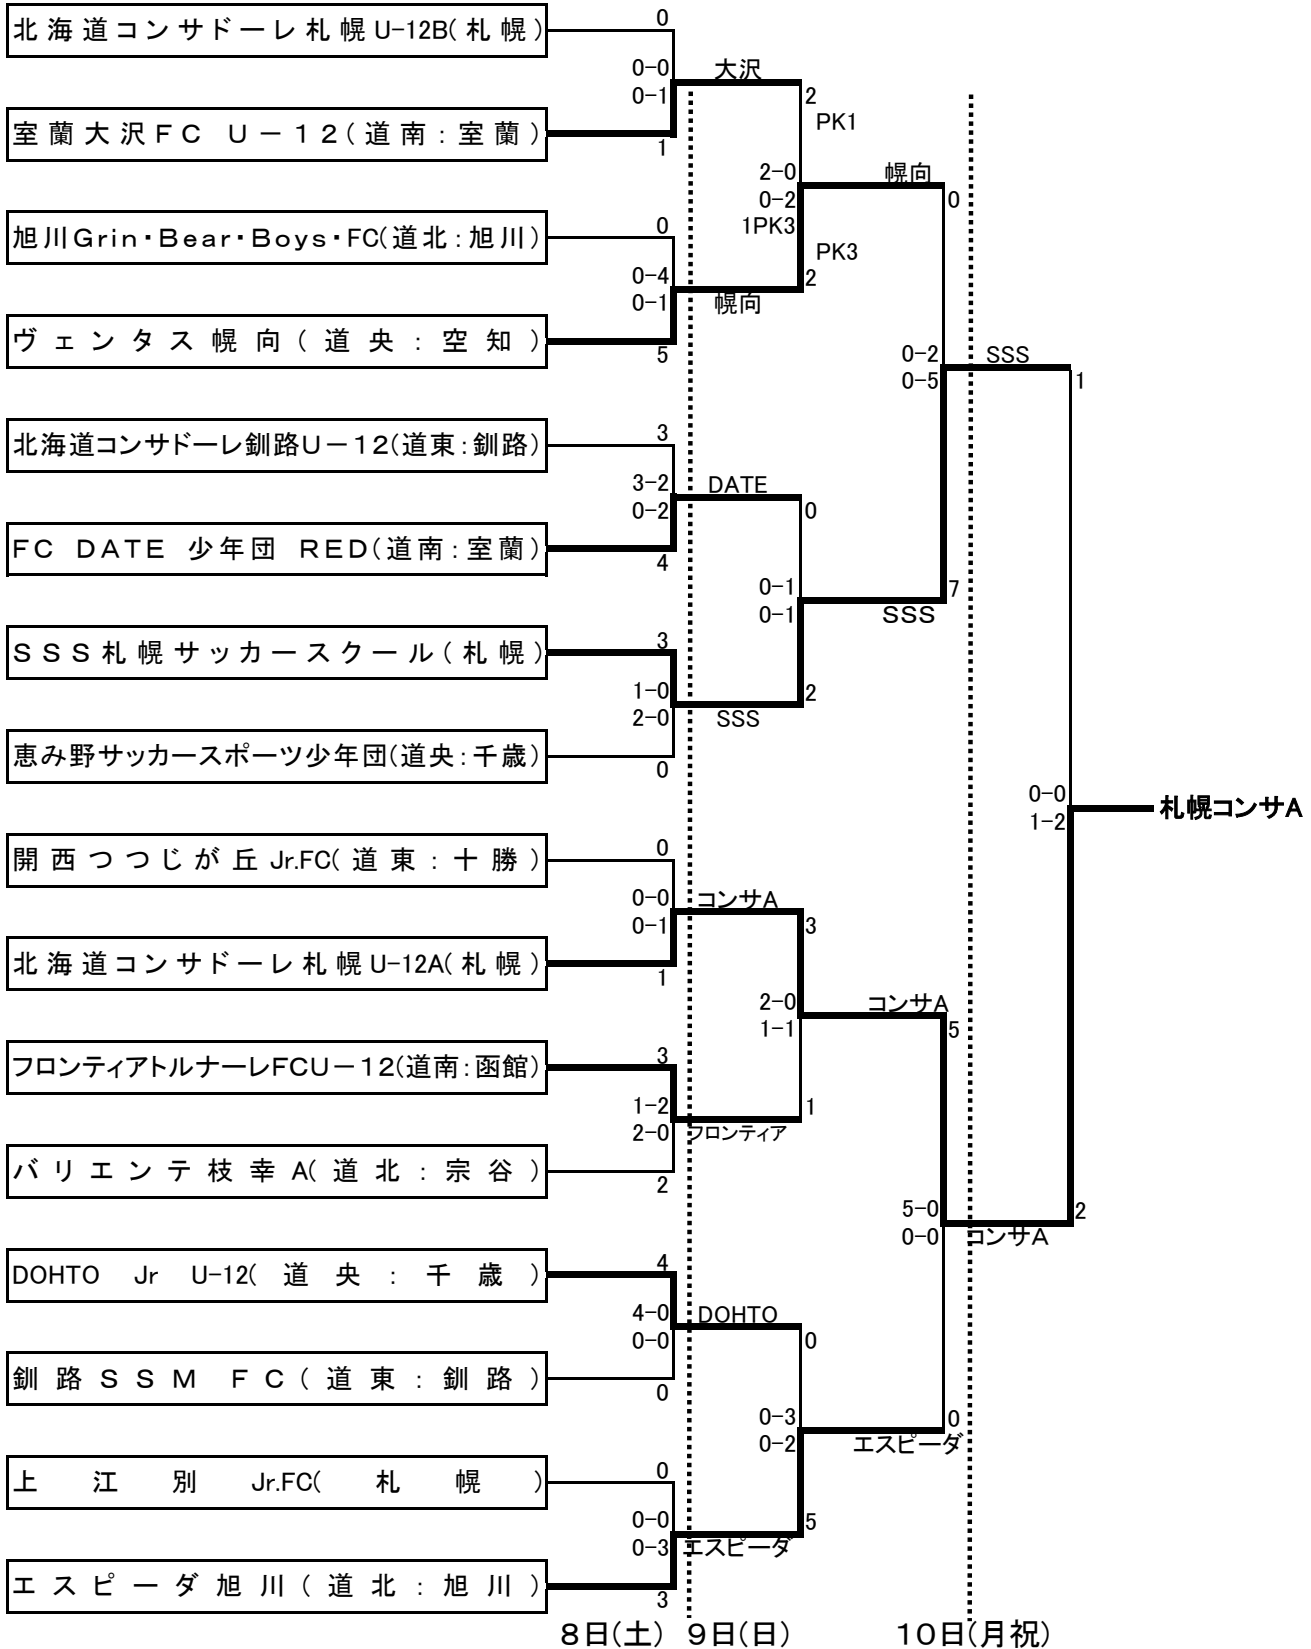 北海道コンサドーレ札幌U-12B(札幌)
0
0-0
0-1
大沢
2
PK1
室蘭大沢FC U－12(道南:室蘭)
1
2-0
0-2
1PK3
幌向
0
旭川Grin・Bear・Boys・FC(道北:旭川)
0
PK3
0-4
0-1
幌向
2
ヴェンタス幌向(道央:空知)
5
0-2
0-5
SSS
1
北海道コンサドーレ釧路U－12(道東:釧路)
3
3-2
0-2
DATE
0
FC DATE 少年団 RED(道南:室蘭)
4
0-1
0-1
SSS
7
SSS札幌サッカースクール(札幌)
3
1-0
2-0
SSS
2
恵み野サッカースポーツ少年団(道央:千歳)
0
0-0
1-2
札幌コンサA
開西つつじが丘Jr.FC(道東:十勝)
0
0-0
0-1
コンサA
3
北海道コンサドーレ札幌U-12A(札幌)
1
2-0
1-1
コンサA
5
フロンティアトルナーレFCU－12(道南:函館)
3
1-2
2-0
フロンティア
1
バリエンテ枝幸A(道北:宗谷)
2
5-0
0-0
コンサA
2
DOHTO Jr U-12(道央:千歳)
4
4-0
0-0
DOHTO
0
釧路SSM FC(道東:釧路)
0
0-3
0-2
エスピーダ
0
上江別Jr.FC(札幌)
0
0-0
0-3
エスピーダ
5
エスピーダ旭川(道北:旭川)
3
8日(土) 9日(日) 10日(月祝)